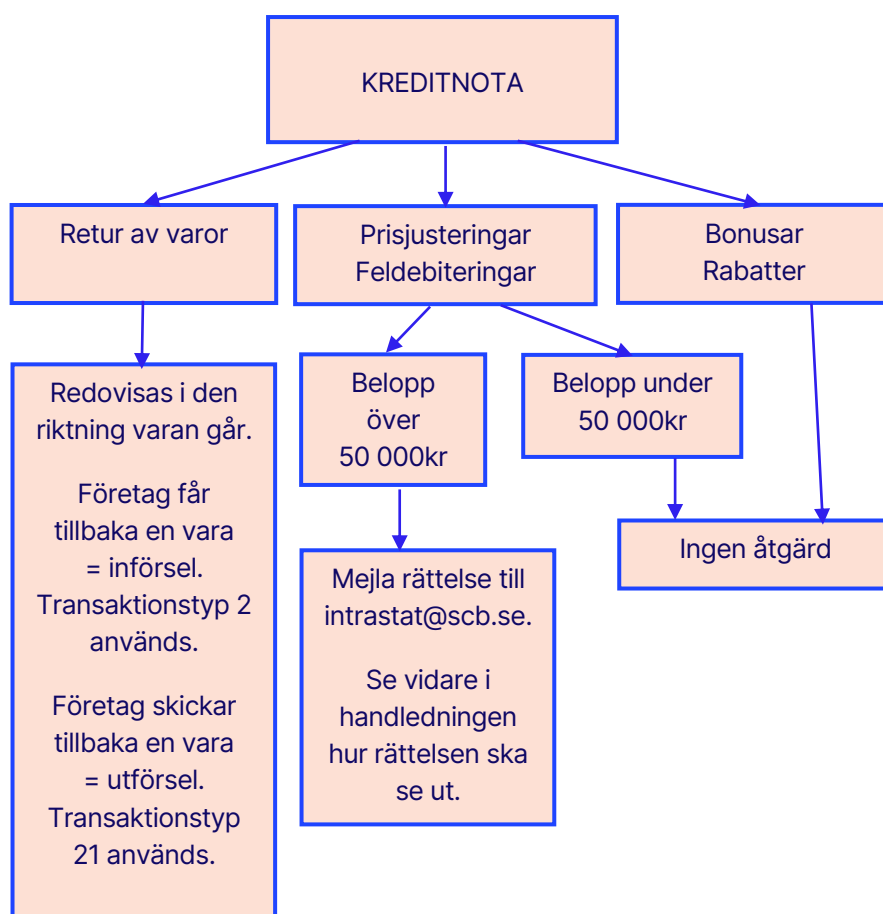 KREDITNOTA
Retur av varor
Prisjusteringar
Feldebiteringar
Bonusar
Rabatter
Redovisas i den
riktning varan går.
Företag får
tillbaka en vara
= införsel.
Transaktionstyp 2
används.
Företag skickar
tillbaka en vara
= utförsel.
Transaktionstyp
21 används.
Belopp
över
50 000kr
Belopp under
50 000kr
Mejla rättelse till
intrastat@scb.se.
Se vidare i
handledningen
hur rättelsen ska
se ut.
Ingen åtgärd